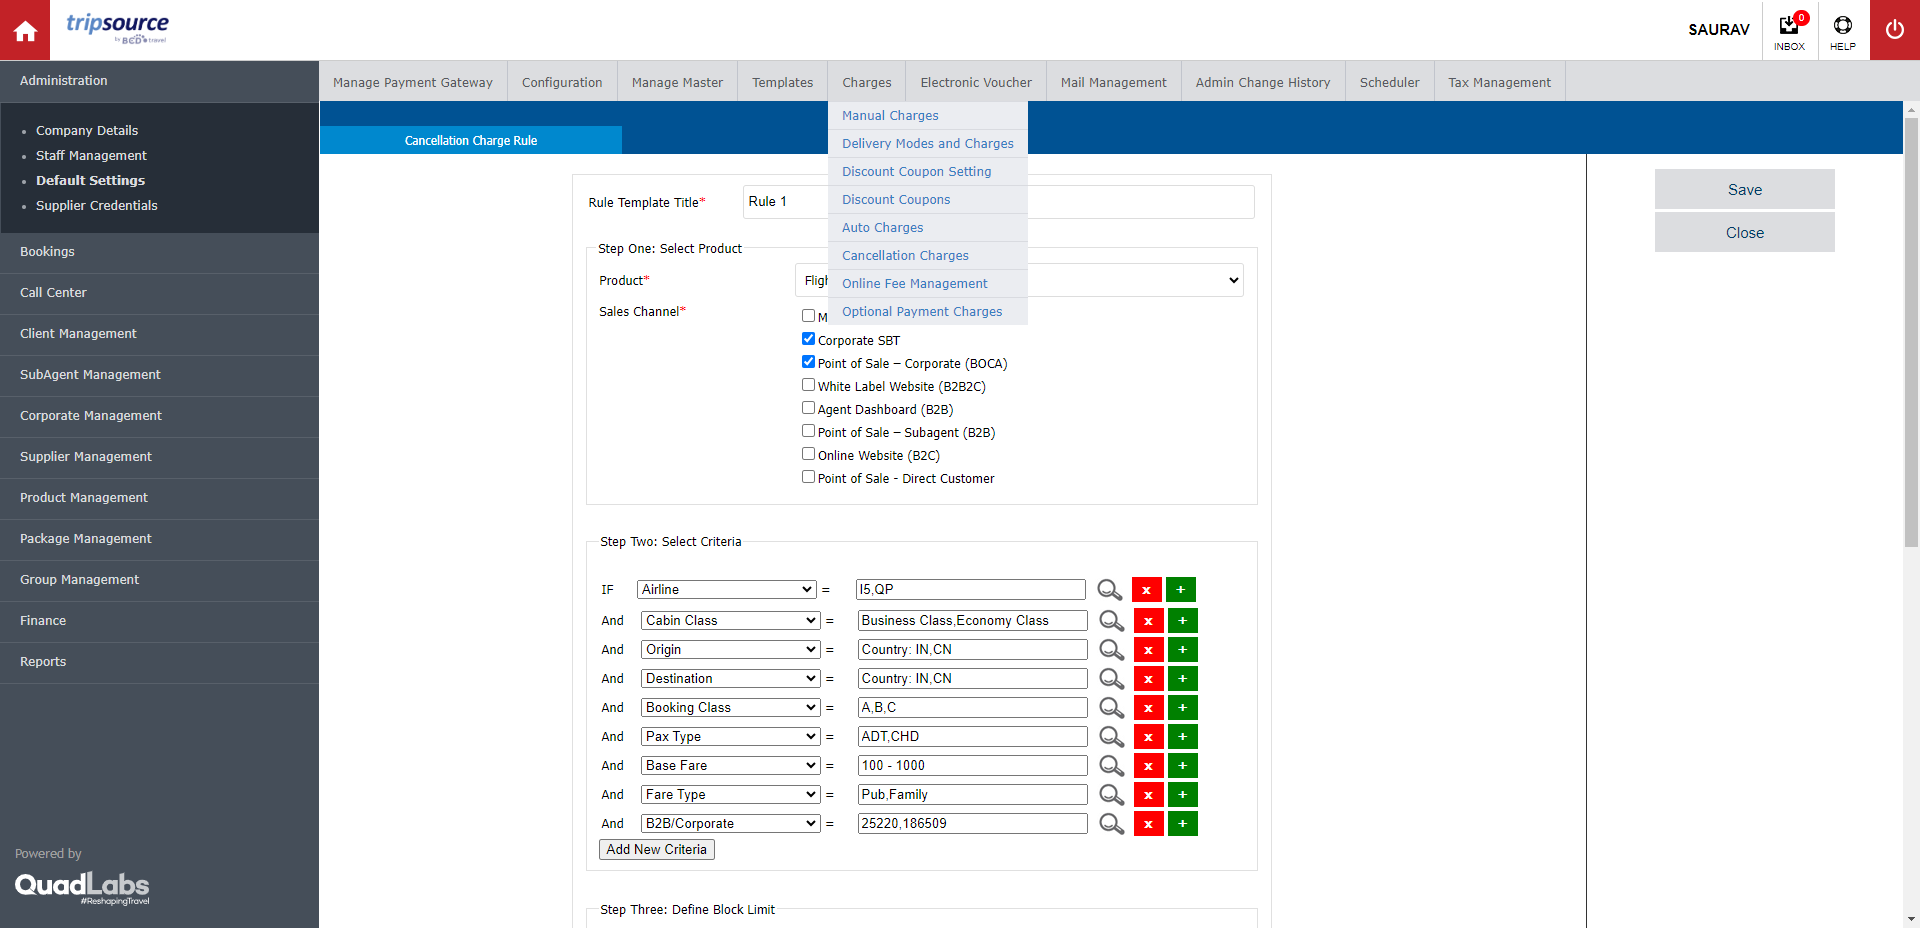 tripsource
by BCD travel
SAURAV
0
INBOX
HELP
Administration
Company Details
Staff Management
Default Settings
Supplier Credentials
Bookings
Call Center
Client Management
SubAgent Management
Corporate Management
Supplier Management
Product Management
Package Management
Group Management
Finance
Reports
Powered by
QuadLabs
#ReshapingTravel
Manage Payment Gateway
Configuration
Manage Master
Templates
Charges
Electronic Voucher
Mail Management
Admin Change History
Scheduler
Tax Management
Manual Charges
Delivery Modes and Charges
Discount Coupon Setting
Discount Coupons
Auto Charges
Cancellation Charges
Online Fee Management
Optional Payment Charges
Cancellation Charge Rule
Save
Close
Rule Template Title* Rule 1
Step One: Select Product
Product*
Sales Channel*
Corporate SBT
Point of Sale – Corporate (BOCA)
White Label Website (B2B2C)
Agent Dashboard (B2B)
Point of Sale – Subagent (B2B)
Online Website (B2C)
Point of Sale - Direct Customer
Step Two: Select Criteria
IF Airline = I5,QP x +
And Cabin Class = Business Class,Economy Class x +
And Origin = Country: IN,CN x +
And Destination = Country: IN,CN x +
And Booking Class = A,B,C x +
And Pax Type = ADT,CHD x +
And Base Fare = 100 - 1000 x +
And Fare Type = Pub,Family x +
And B2B/Corporate = 25220,186509 x +
Add New Criteria
Step Three: Define Block Limit